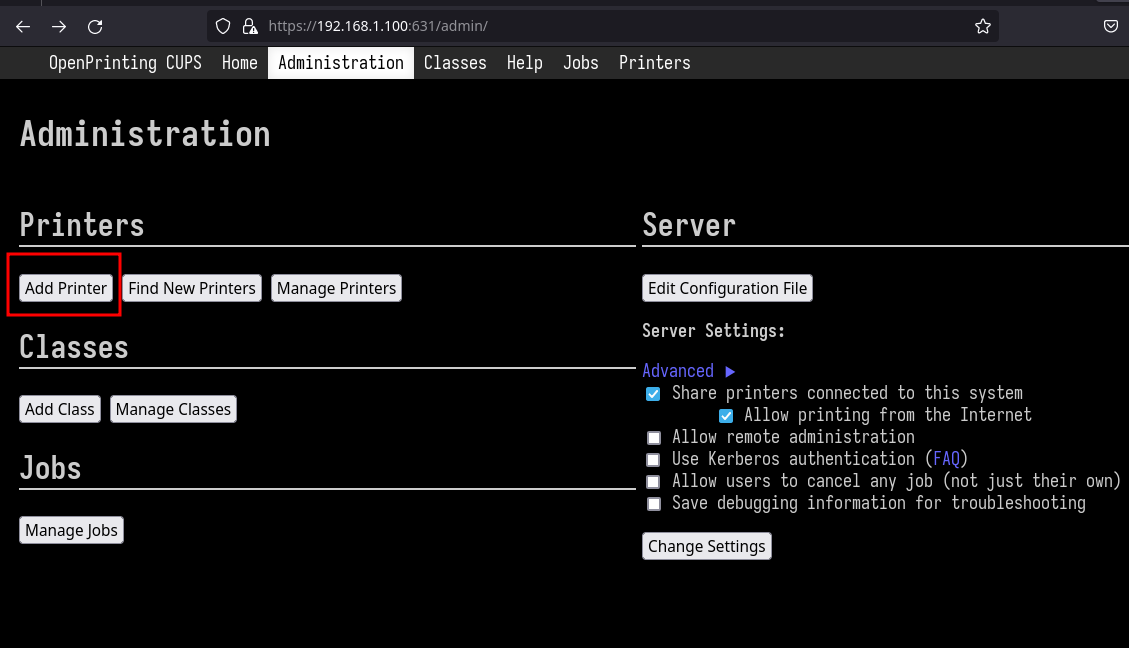 https://192.168.1.100:631/admin/
OpenPrinting CUPS Home Administration Classes Help Jobs Printers
Administration
Printers
Add Printer Find New Printers Manage Printers
Classes
Add Class Manage Classes
Jobs
Manage Jobs
Server
Edit Configuration File
Server Settings:
Advanced ▶
Share printers connected to this system
Allow printing from the Internet
Allow remote administration
Use Kerberos authentication (FAQ)
Allow users to cancel any job (not just their own)
Save debugging information for troubleshooting
Change Settings